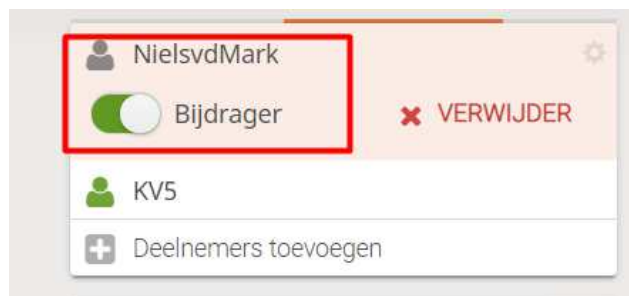 NielsvdMark
Bijdrager
VERWIJDER
KV5
Deelnemers toevoegen